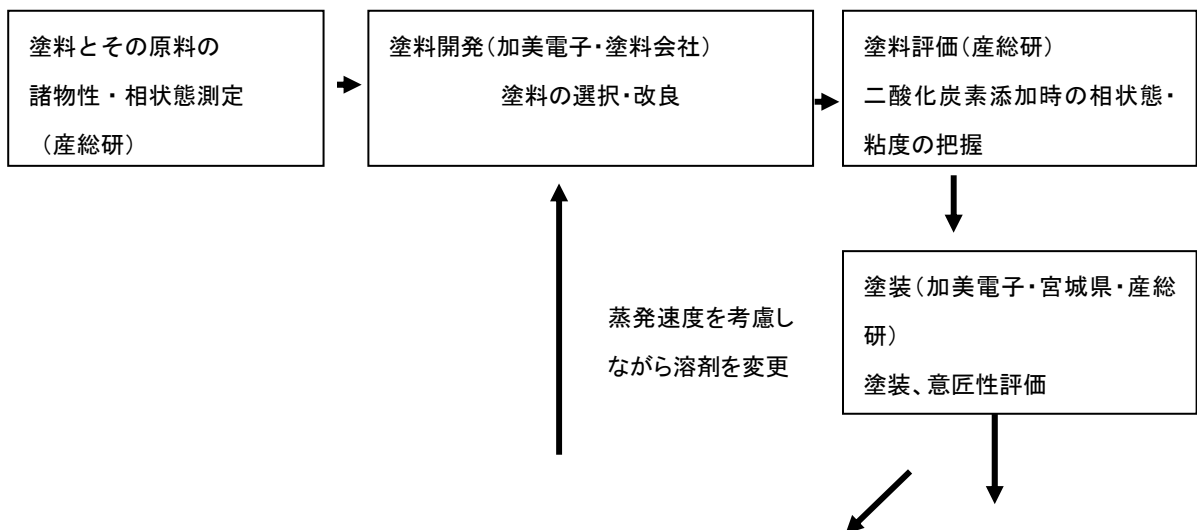 塗料とその原料の
諸物性・相状態測定
(産総研)
塗料開発(加美電子・塗料会社)
塗料の選択・改良
塗料評価(産総研)
二酸化炭素添加時の相状態・
粘度の把握
塗装(加美電子・宮城県・産総
研)
塗装、意匠性評価
蒸発速度を考慮し
ながら溶剤を変更